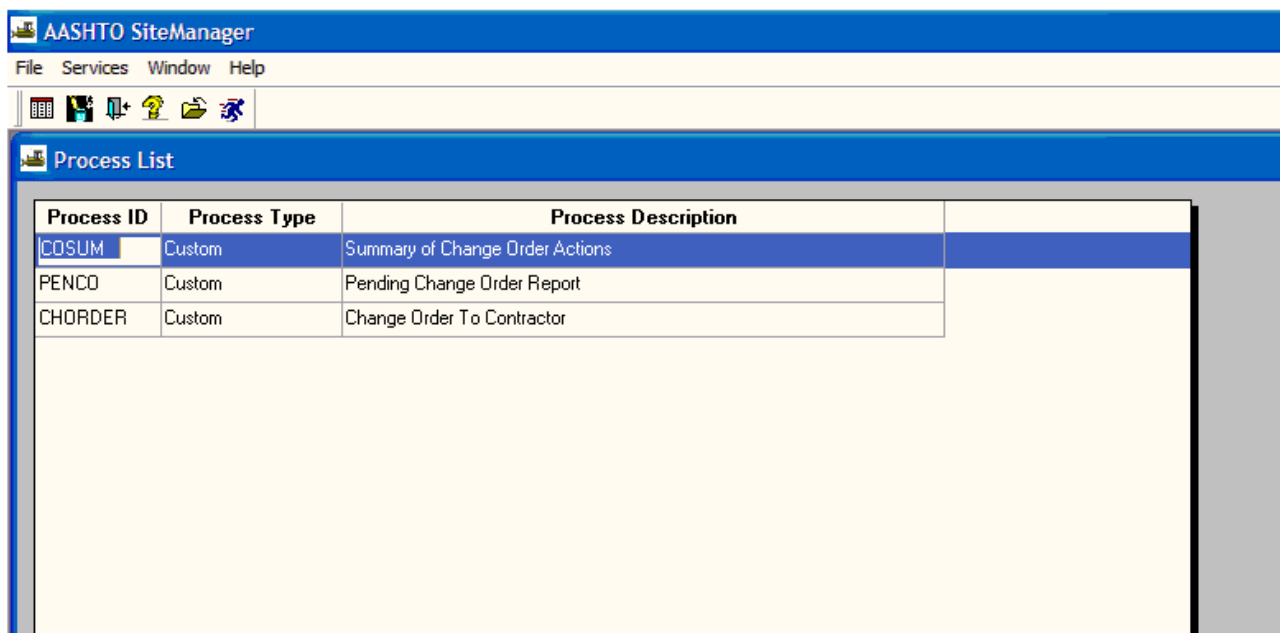 AASHTO SiteManager
File Services Window Help
Process List
Process ID Process Type Process Description
COSUM Custom Summary of Change Order Actions
PENCO Custom Pending Change Order Report
CHORDER Custom Change Order To Contractor